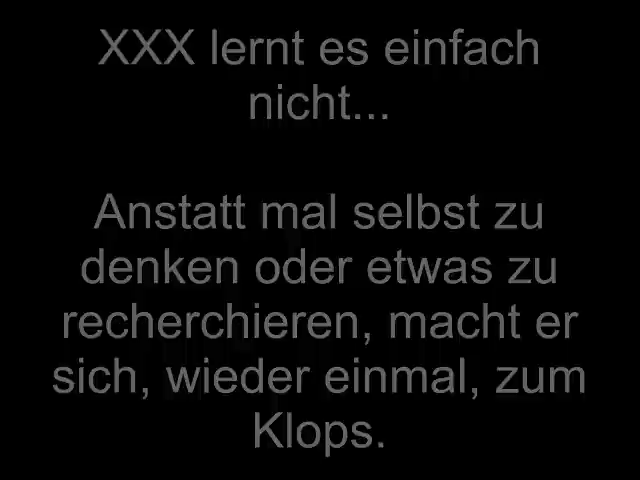 XXX lernt es einfach
nicht...
Anstatt mal selbst zu
denken oder etwas zu
recherchieren, macht er
sich, wieder einmal, zum
Klops.